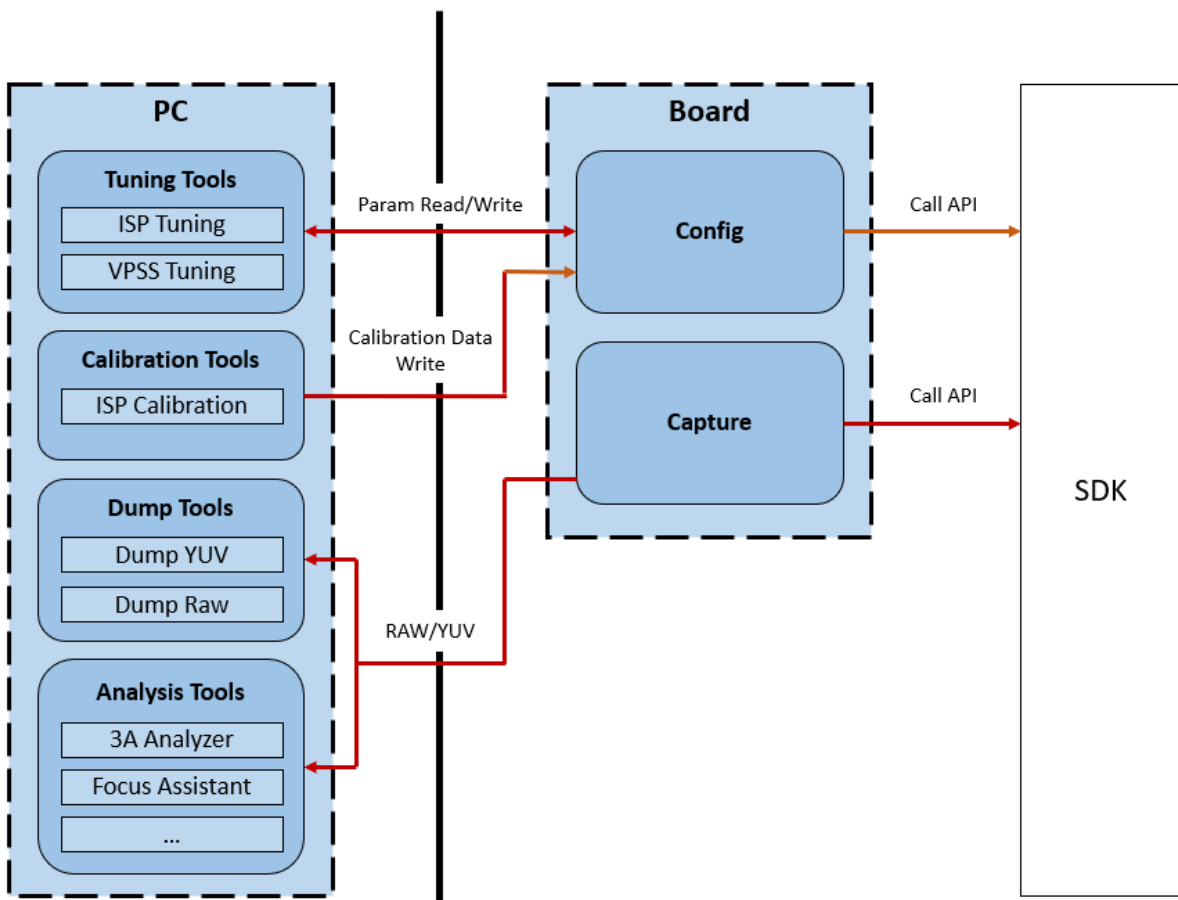 PC
Tuning Tools
ISP Tuning
VPSS Tuning
Calibration Tools
ISP Calibration
Dump Tools
Dump YUV
Dump Raw
Analysis Tools
3A Analyzer
Focus Assistant
...
Param Read/Write
Calibration Data
Write
RAW/YUV
Board
Config
Capture
Call API
Call API
SDK